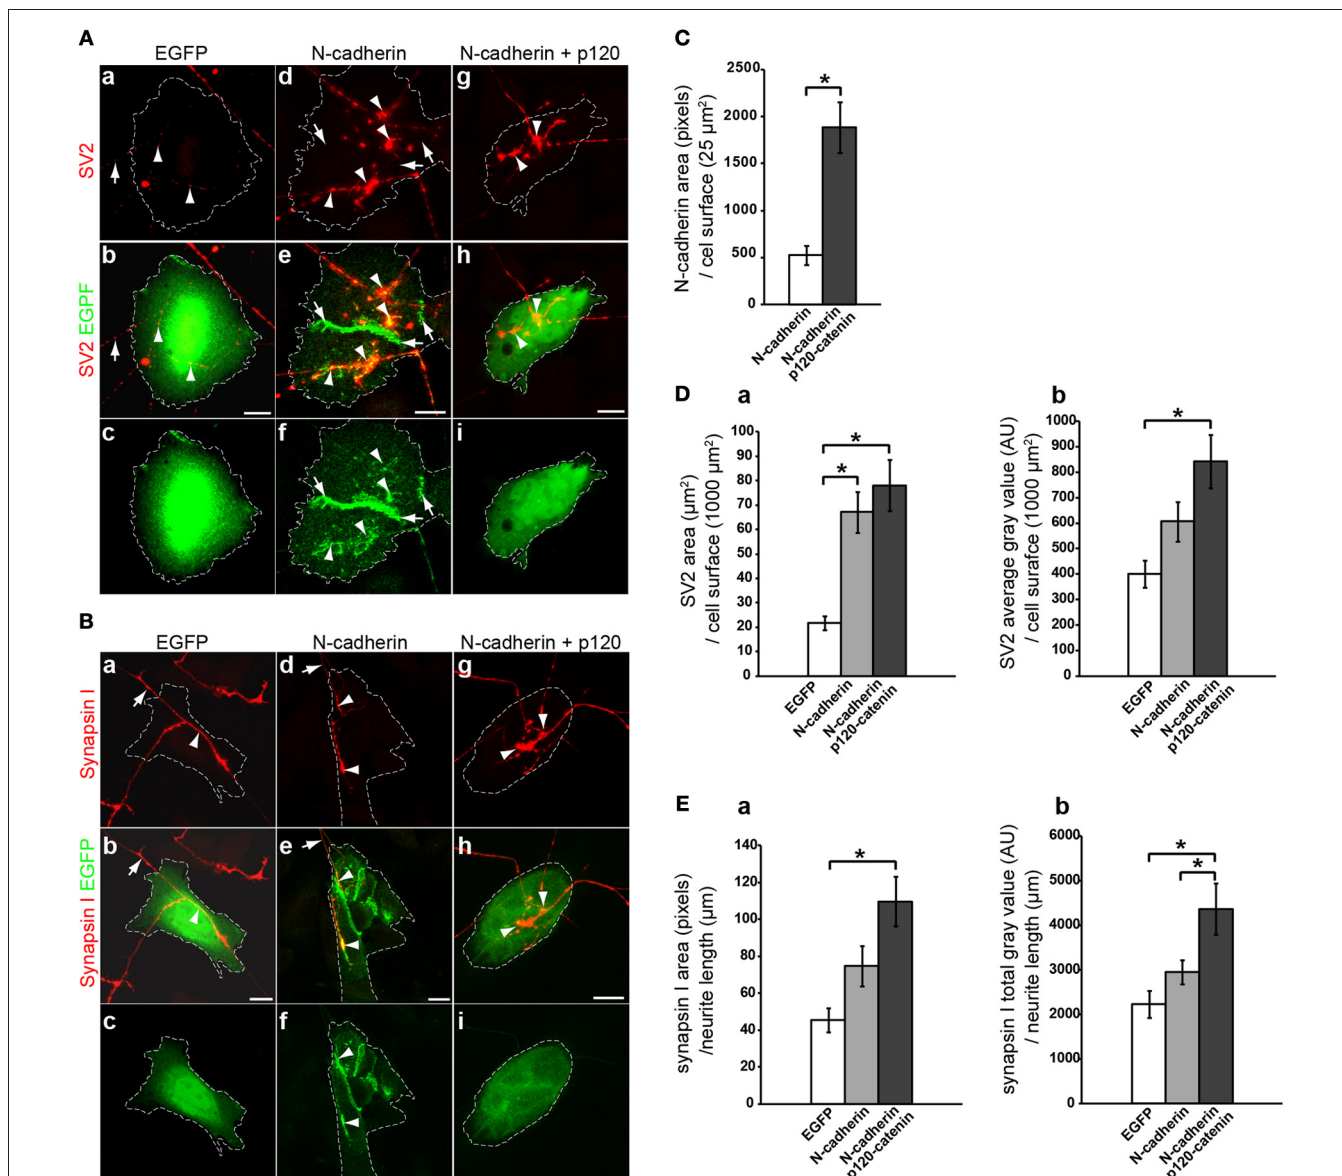 A
EGFP
N-cadherin
N-cadherin + p120
a
d
g
SV2
b
e
h
SV2 EGPF
c
f
i
B
EGFP
N-cadherin
N-cadherin + p120
a
d
g
Synapsin I
b
e
h
Synapsin I EGFP
c
f
i
C
N-cadherin area (pixels)
/ cel surface (25 µm²)
2500
2000
1500
1000
500
0
*
N-cadherin
N-cadherin
p120-catenin
D
a
SV2 area (µm²)
/ cell surface (1000 µm²)
100
90
80
70
60
50
40
30
20
10
0
*
*
EGFP
N-cadherin
N-cadherin
p120-catenin
b
SV2 average gray value (AU)
/ cell surafce (1000 µm²)
1000
900
800
700
600
500
400
300
200
100
0
*
EGFP
N-cadherin
N-cadherin
p120-catenin
E
a
synapsin I area (pixels)
/neurite length (µm)
140
120
100
80
60
40
20
0
*
EGFP
N-cadherin
N-cadherin
p120-catenin
b
synapsin I total gray value (AU)
/ neurite length (µm)
6000
5000
4000
3000
2000
1000
0
*
*
EGFP
N-cadherin
N-cadherin
p120-catenin